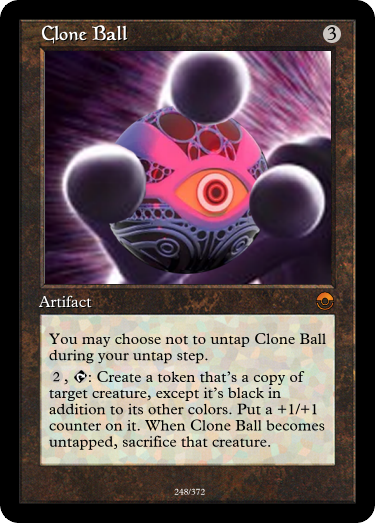 Clone Ball 3
Artifact
You may choose not to untap Clone Ball
during your untap step.
2 , : Create a token that's a copy of
target creature, except it's black in
addition to its other colors. Put a +1/+1
counter on it. When Clone Ball becomes
untapped, sacrifice that creature.
248/372